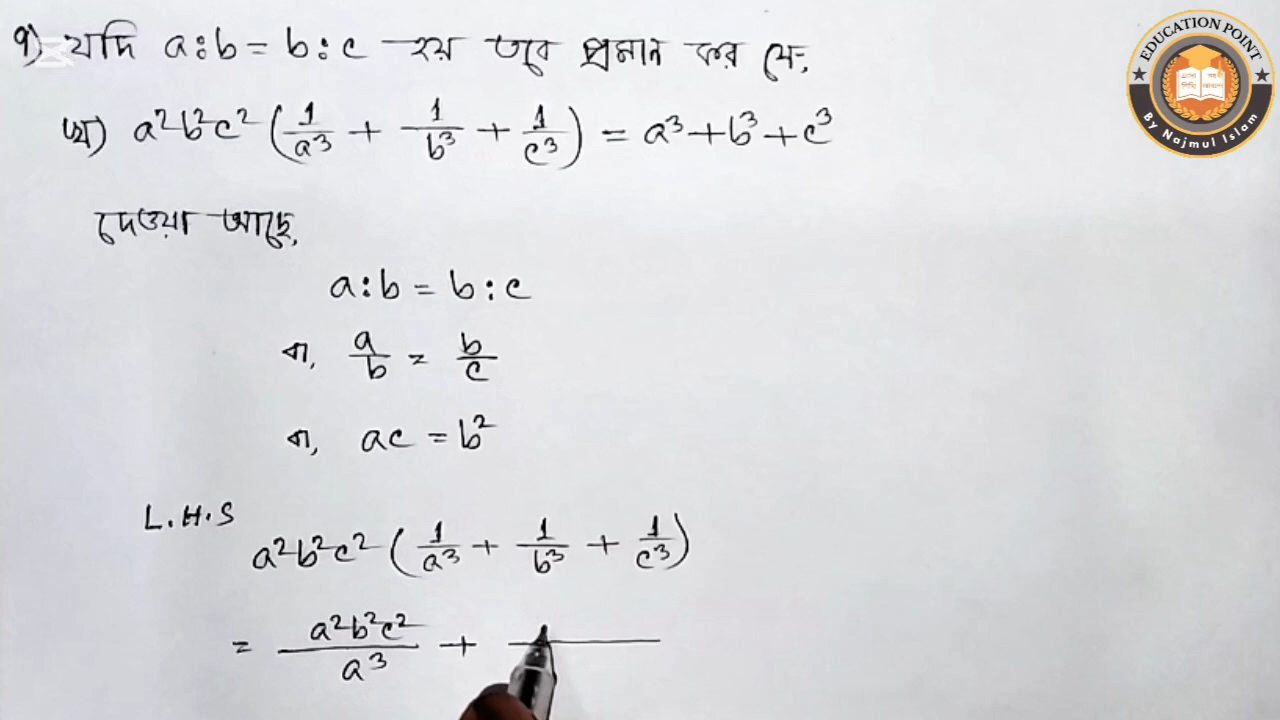 ৭) যদি a:b = b:c হয় তবে প্রমান কর যে,
খ) a²b²c² (1/a³ + 1/b³ + 1/c³) = a³+b³+c³
দেওয়া আছে,
a:b = b:c
বা, a/b = b/c
বা, ac = b²
L.H.S
a²b²c² (1/a³ + 1/b³ + 1/c³)
= a²b²c²/a³ +
EDUCATION POINT
By Najmul Islam